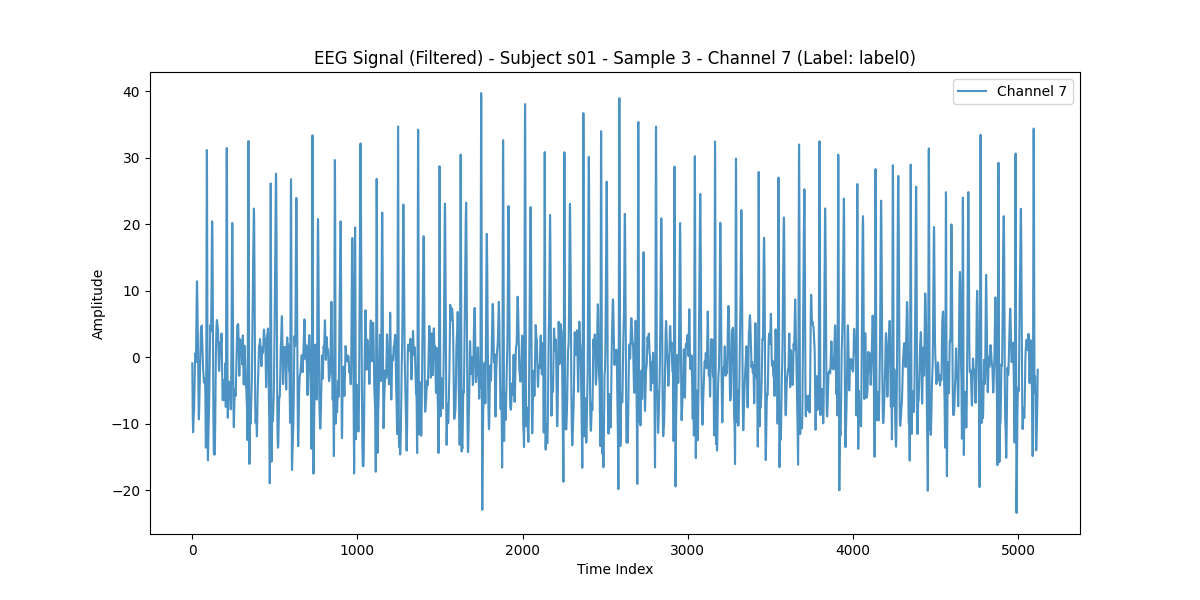 EEG Signal (Filtered) - Subject s01 - Sample 3 - Channel 7 (Label: label0)
Channel 7
Amplitude
40
30
20
10
0
−10
−20
0 1000 2000 3000 4000 5000
Time Index